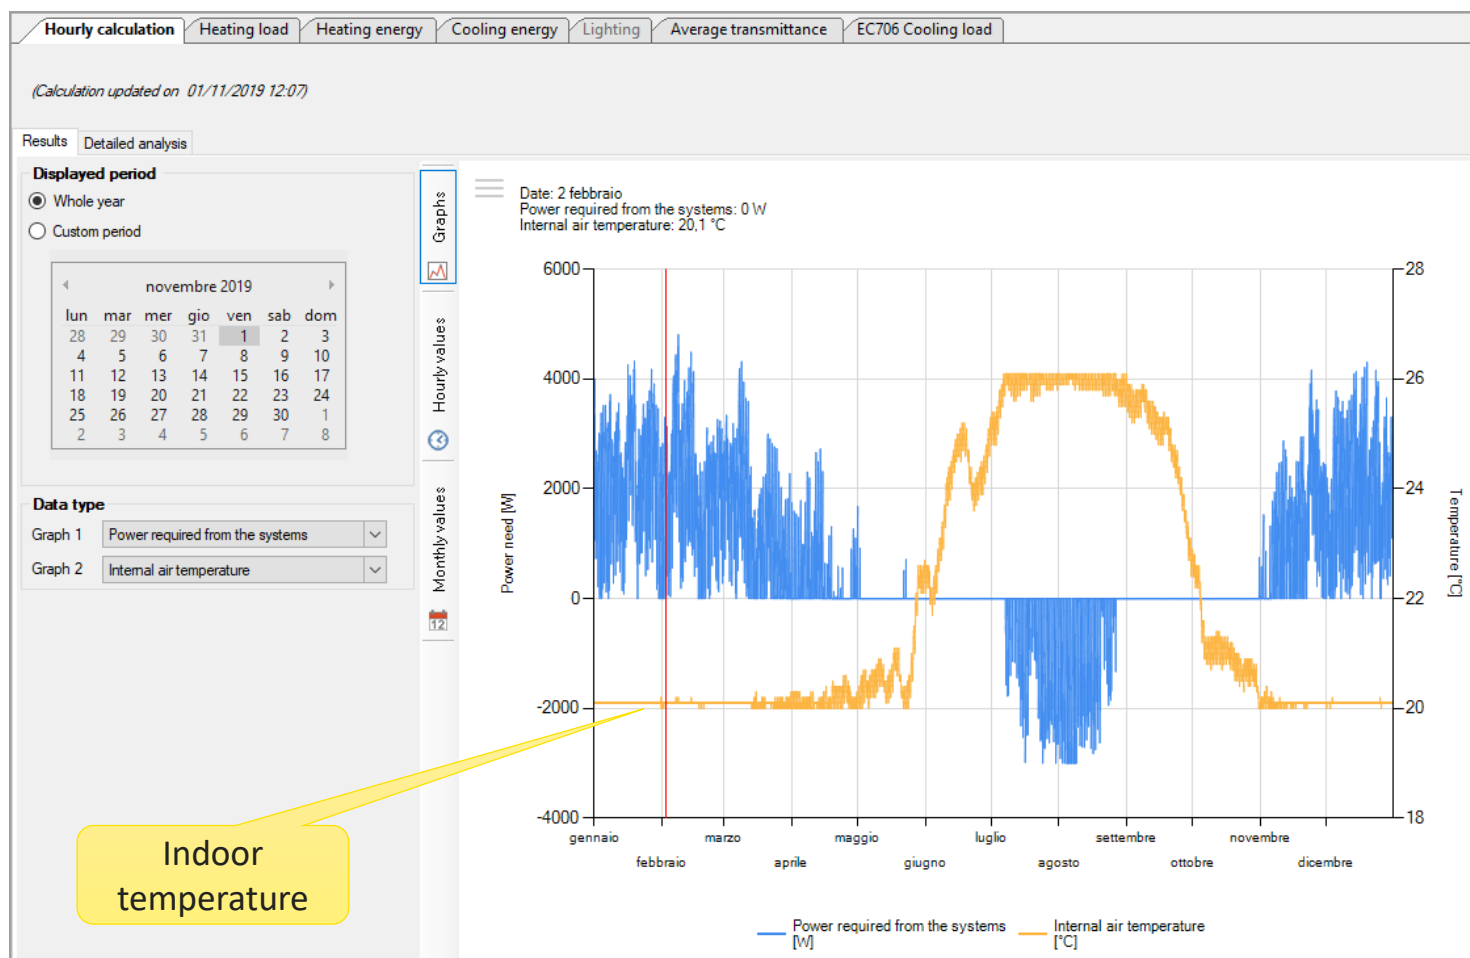 Hourly calculation Heating load Heating energy Cooling energy Lighting Average transmittance EC706 Cooling load
(Calculation updated on 01/11/2019 12:07)
Results Detailed analysis
Displayed period
Whole year
Custom period
novembre 2019
lun mar mer gio ven sab dom
28 29 30 31 1 2 3
4 5 6 7 8 9 10
11 12 13 14 15 16 17
18 19 20 21 22 23 24
25 26 27 28 29 30 1
2 3 4 5 6 7 8
Data type
Graph 1 Power required from the systems
Graph 2 Internal air temperature
Graphs
Hourly values
Monthly values
12
Date: 2 febbraio
Power required from the systems: 0 W
Internal air temperature: 20,1 °C
6000 28
4000 26
2000 24
0 22
-2000 20
-4000 18
Power need [W]
Temperature [°C]
gennaio marzo maggio luglio settembre novembre
febbraio aprile giugno agosto ottobre dicembre
Power required from the systems
[W]
Internal air temperature
[°C]
Indoor
temperature